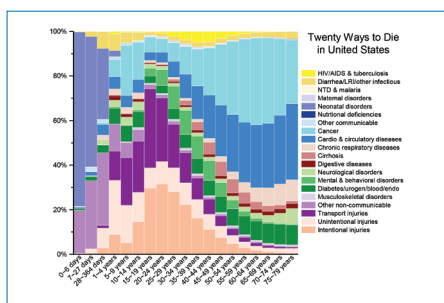 100%
80%
60%
40%
20%
0%
Twenty Ways to Die
in United States
HIV/AIDS & tuberculosis
Diarrhea/LRI/other infectious
NTD & malaria
Maternal disorders
Neonatal disorders
Nutritional deficiencies
Other communicable
Cancer
Cardio & circulatory diseases
Chronic respiratory diseases
Cirrhosis
Digestive diseases
Neurological disorders
Mental & behavioral disorders
Diabetes/urogen/blood/endo
Musculoskeletal disorders
Other non-communicable
Transport injuries
Unintentional injuries
Intentional injuries
0–6 days
7–27 days
28–364 days
1–4 years
5–9 years
10–14 years
15–19 years
20–24 years
25–29 years
30–34 years
35–39 years
40–44 years
45–49 years
50–54 years
55–59 years
60–64 years
65–69 years
70–74 years
75–79 years